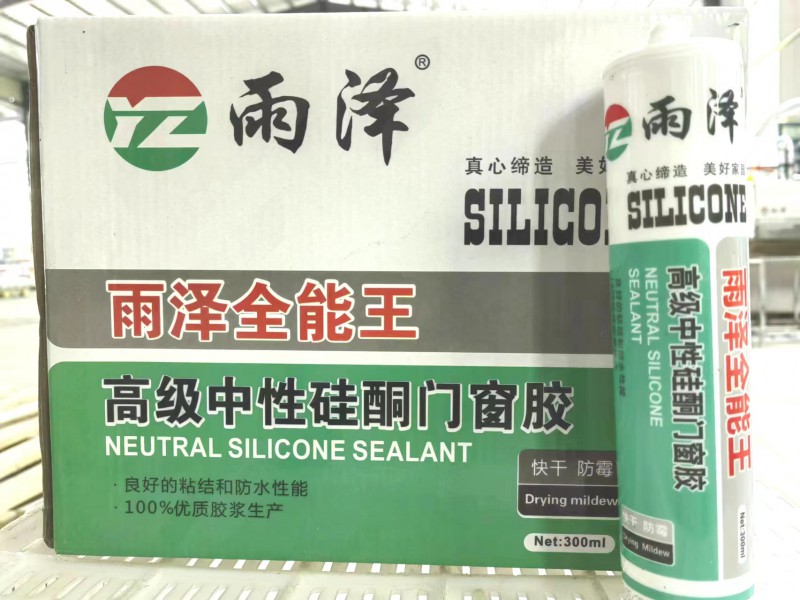 YZ
雨泽®
真心缔造 美好
SILICO
雨泽全能王
高级中性硅酮门窗胶
NEUTRAL SILICONE SEALANT
·良好的粘结和防水性能
·100%优质胶浆生产
快干 防霉
Drying mildew
Net:300ml
雨泽
真心缔造 美好家
SILICONE
雨泽全能王
高级中性硅酮门窗胶
NEUTRAL SILICONE
SEALANT
快干 防霉
Drying Mildew
Net:300ml